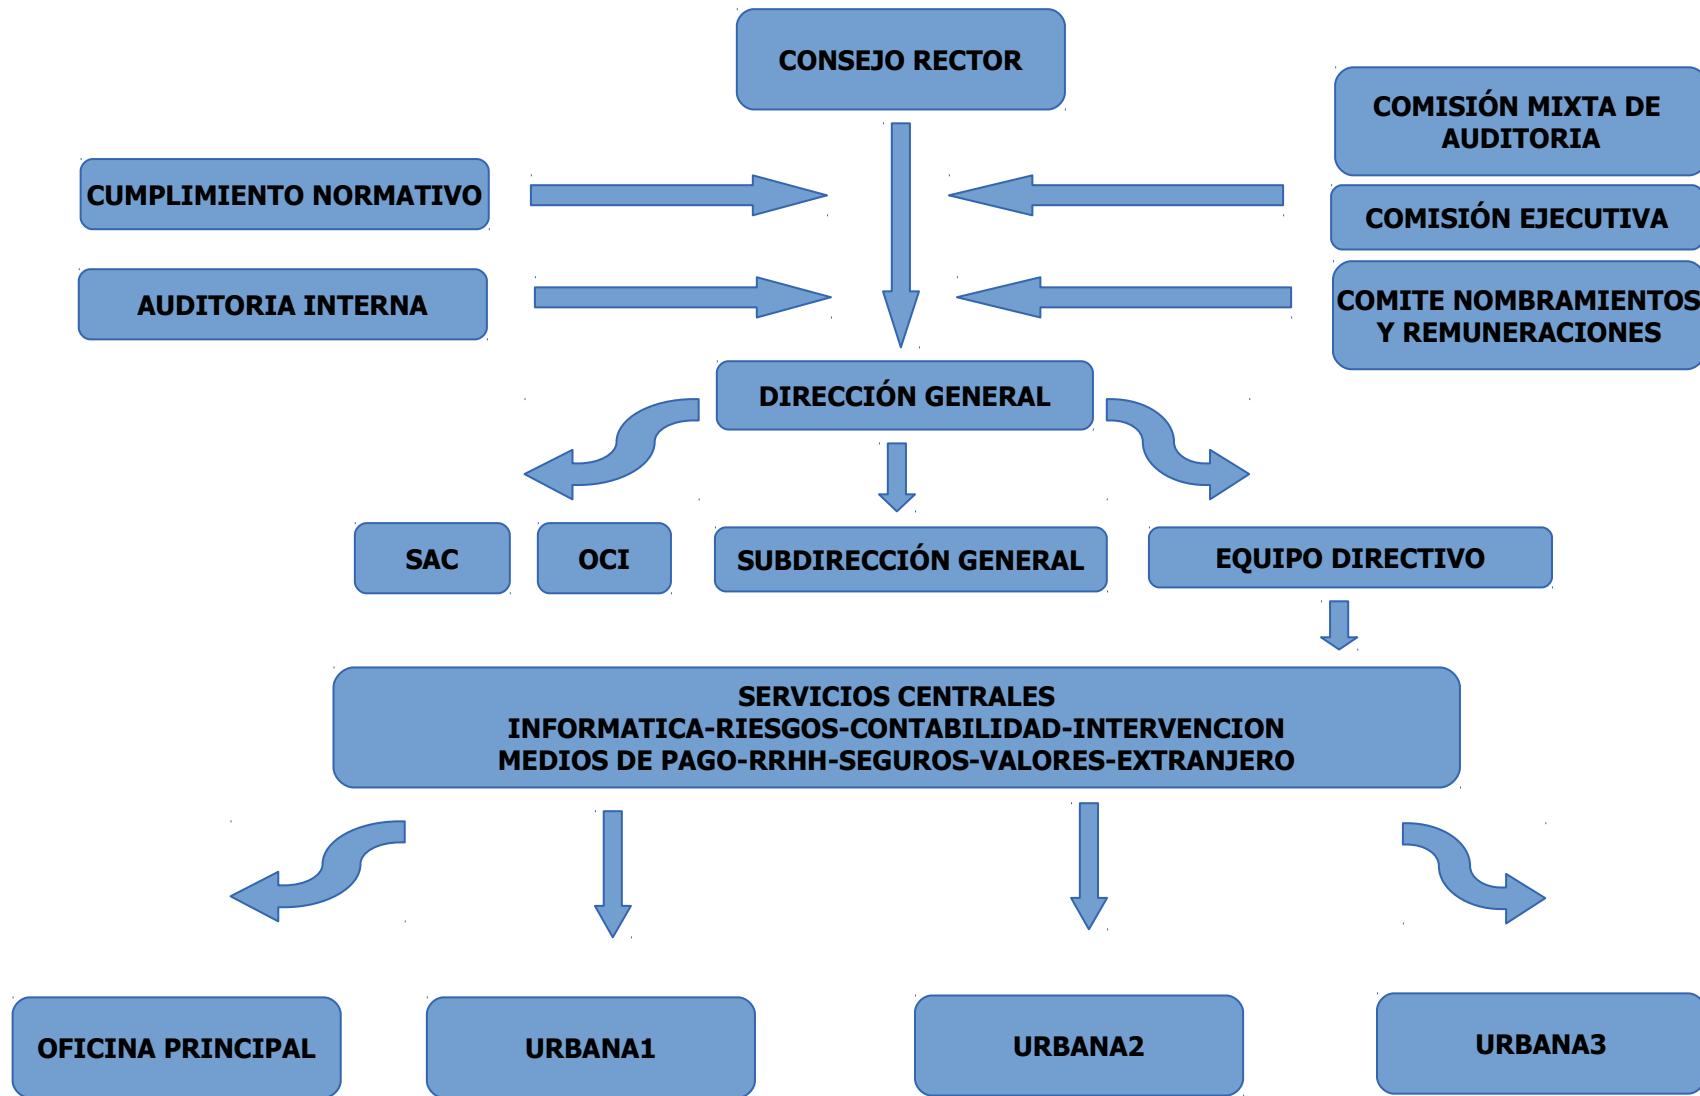 CONSEJO RECTOR
COMISIÓN MIXTA DE
AUDITORIA
CUMPLIMIENTO NORMATIVO
COMISIÓN EJECUTIVA
AUDITORIA INTERNA
COMITE NOMBRAMIENTOS
Y REMUNERACIONES
DIRECCIÓN GENERAL
SAC
OCI
SUBDIRECCIÓN GENERAL
EQUIPO DIRECTIVO
SERVICIOS CENTRALES
INFORMATICA-RIESGOS-CONTABILIDAD-INTERVENCION
MEDIOS DE PAGO-RRHH-SEGUROS-VALORES-EXTRANJERO
OFICINA PRINCIPAL
URBANA1
URBANA2
URBANA3